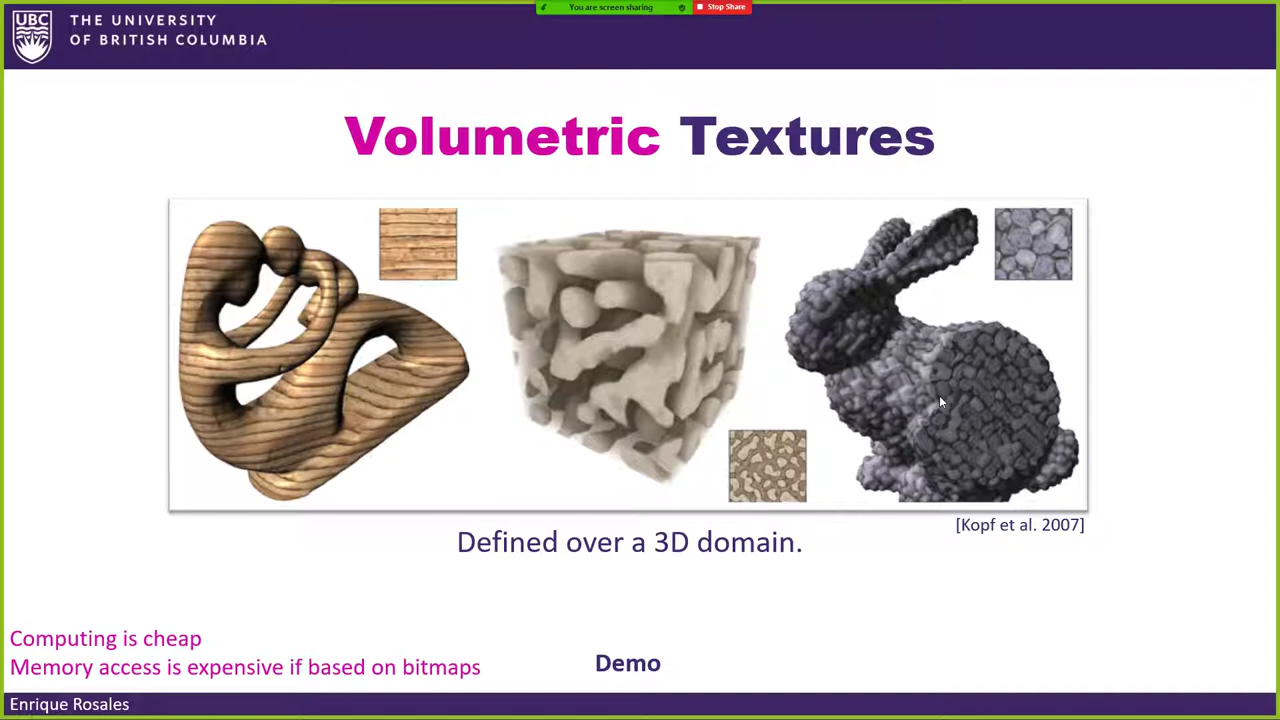 You are screen sharing
Stop Share
UBC
THE UNIVERSITY
OF BRITISH COLUMBIA
Volumetric Textures
[Kopf et al. 2007]
Defined over a 3D domain.
Computing is cheap
Memory access is expensive if based on bitmaps
Demo
Enrique Rosales